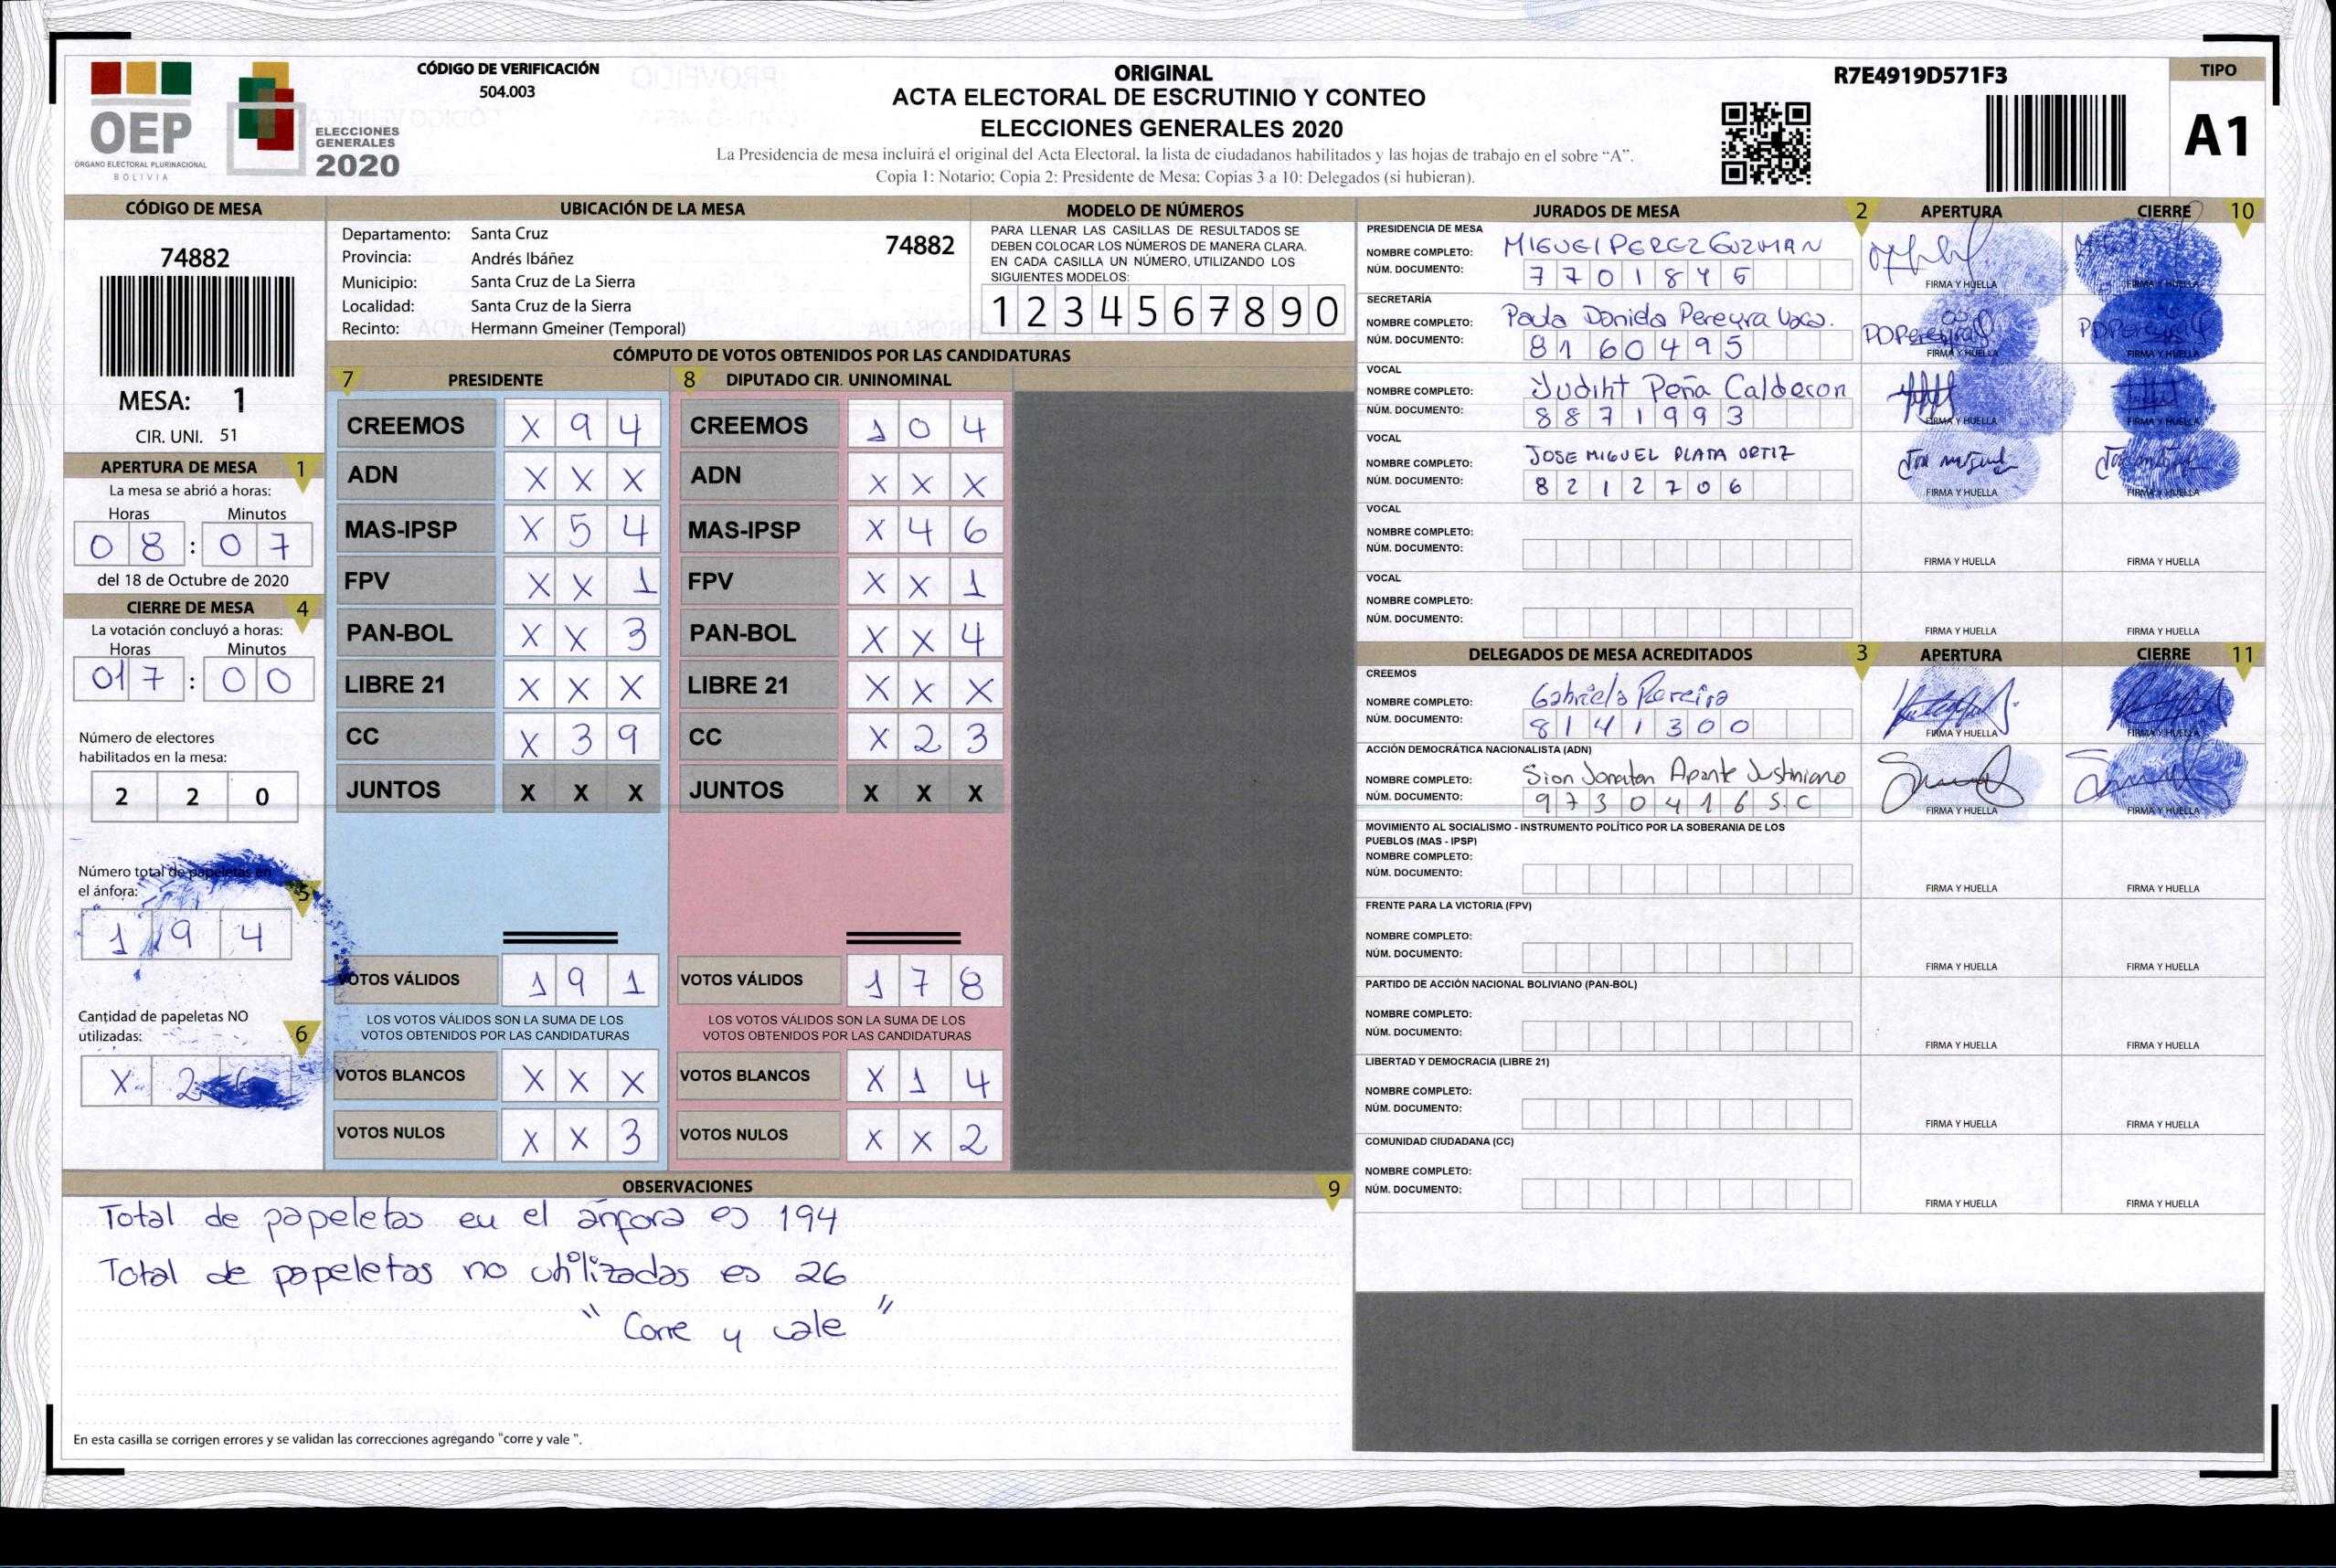 CÓDIGO DE VERIFICACIÓN
504.003
ORIGINAL
ACTA ELECTORAL DE ESCRUTINIO Y CONTEO
ELECCIONES GENERALES 2020
La Presidencia de mesa incluirá el original del Acta Electoral, la lista de ciudadanos habilitados y las hojas de trabajo en el sobre “A”.
Copia 1: Notario; Copia 2: Presidente de Mesa; Copias 3 a 10: Delegados (si hubieran).
R7E4919D571F3
TIPO
A1
OEP
ÓRGANO ELECTORAL PLURINACIONAL
BOLIVIA
ELECCIONES
GENERALES
2020
CÓDIGO DE MESA
74882
MESA: 1
CIR. UNI. 51
APERTURA DE MESA 1
La mesa se abrió a horas:
Horas Minutos
0 8 : 0 7
del 18 de Octubre de 2020
CIERRE DE MESA 4
La votación concluyó a horas:
Horas Minutos
01 7 : 0 0
Número de electores
habilitados en la mesa:
2 2 0
Número total de papeletas en
el ánfora: 5
1 9 4
Cantidad de papeletas NO
utilizadas: 6
X 2
UBICACIÓN DE LA MESA
Departamento: Santa Cruz 74882
Provincia: Andrés Ibáñez
Municipio: Santa Cruz de La Sierra
Localidad: Santa Cruz de la Sierra
Recinto: Hermann Gmeiner (Temporal)
MODELO DE NÚMEROS
PARA LLENAR LAS CASILLAS DE RESULTADOS SE
DEBEN COLOCAR LOS NÚMEROS DE MANERA CLARA.
EN CADA CASILLA UN NÚMERO, UTILIZANDO LOS
SIGUIENTES MODELOS:
1 2 3 4 5 6 7 8 9 0
CÓMPUTO DE VOTOS OBTENIDOS POR LAS CANDIDATURAS
7 PRESIDENTE 8 DIPUTADO CIR. UNINOMINAL
CREEMOS X 9 4 CREEMOS 1 0 4
ADN X X X ADN X X X
MAS-IPSP X 5 4 MAS-IPSP X 4 6
FPV X X 1 FPV X X 1
PAN-BOL X X 3 PAN-BOL X X 4
LIBRE 21 X X X LIBRE 21 X X X
CC X 3 9 CC X 2 3
JUNTOS X X X JUNTOS X X X
VOTOS VÁLIDOS 1 9 1 VOTOS VÁLIDOS 1 7 8
LOS VOTOS VÁLIDOS SON LA SUMA DE LOS LOS VOTOS VÁLIDOS SON LA SUMA DE LOS
VOTOS OBTENIDOS POR LAS CANDIDATURAS VOTOS OBTENIDOS POR LAS CANDIDATURAS
VOTOS BLANCOS X X X VOTOS BLANCOS X 1 4
VOTOS NULOS X X 3 VOTOS NULOS X X 2
OBSERVACIONES 9
Total de papeletas en el ánfora es 194
Total de papeletas no utilizadas es 26
" Corre y vale "
En esta casilla se corrigen errores y se validan las correcciones agregando "corre y vale ".
JURADOS DE MESA 2 APERTURA CIERRE 10
PRESIDENCIA DE MESA
NOMBRE COMPLETO: MIGUEl PEREZ GUZMAN
NÚM. DOCUMENTO: 7 7 0 1 8 4 5
FIRMA Y HUELLA FIRMA Y HUELLA
SECRETARÍA
NOMBRE COMPLETO: Paula Daniela Pereyra Vaca.
NÚM. DOCUMENTO: 8 1 6 0 4 9 5
FIRMA Y HUELLA FIRMA Y HUELLA
VOCAL
NOMBRE COMPLETO: Judiht Peña Calderon
NÚM. DOCUMENTO: 8 8 7 1 9 9 3
FIRMA Y HUELLA FIRMA Y HUELLA
VOCAL
NOMBRE COMPLETO: JOSE MIGUEL PLATA ORTIZ
NÚM. DOCUMENTO: 8 2 1 2 7 0 6
FIRMA Y HUELLA FIRMA Y HUELLA
VOCAL
NOMBRE COMPLETO:
NÚM. DOCUMENTO:
FIRMA Y HUELLA FIRMA Y HUELLA
VOCAL
NOMBRE COMPLETO:
NÚM. DOCUMENTO:
FIRMA Y HUELLA FIRMA Y HUELLA
DELEGADOS DE MESA ACREDITADOS 3 APERTURA CIERRE 11
CREEMOS
NOMBRE COMPLETO: Gabriela Pereira
NÚM. DOCUMENTO: 8 1 4 1 3 0 0
FIRMA Y HUELLA FIRMA Y HUELLA
ACCIÓN DEMOCRÁTICA NACIONALISTA (ADN)
NOMBRE COMPLETO: Sion Jonatan Aponte Justiniano
NÚM. DOCUMENTO: 9 7 3 0 4 1 6 S. C
FIRMA Y HUELLA FIRMA Y HUELLA
MOVIMIENTO AL SOCIALISMO - INSTRUMENTO POLÍTICO POR LA SOBERANIA DE LOS
PUEBLOS (MAS - IPSP)
NOMBRE COMPLETO:
NÚM. DOCUMENTO:
FIRMA Y HUELLA FIRMA Y HUELLA
FRENTE PARA LA VICTORIA (FPV)
NOMBRE COMPLETO:
NÚM. DOCUMENTO:
FIRMA Y HUELLA FIRMA Y HUELLA
PARTIDO DE ACCIÓN NACIONAL BOLIVIANO (PAN-BOL)
NOMBRE COMPLETO:
NÚM. DOCUMENTO:
FIRMA Y HUELLA FIRMA Y HUELLA
LIBERTAD Y DEMOCRACIA (LIBRE 21)
NOMBRE COMPLETO:
NÚM. DOCUMENTO:
FIRMA Y HUELLA FIRMA Y HUELLA
COMUNIDAD CIUDADANA (CC)
NOMBRE COMPLETO:
NÚM. DOCUMENTO:
FIRMA Y HUELLA FIRMA Y HUELLA